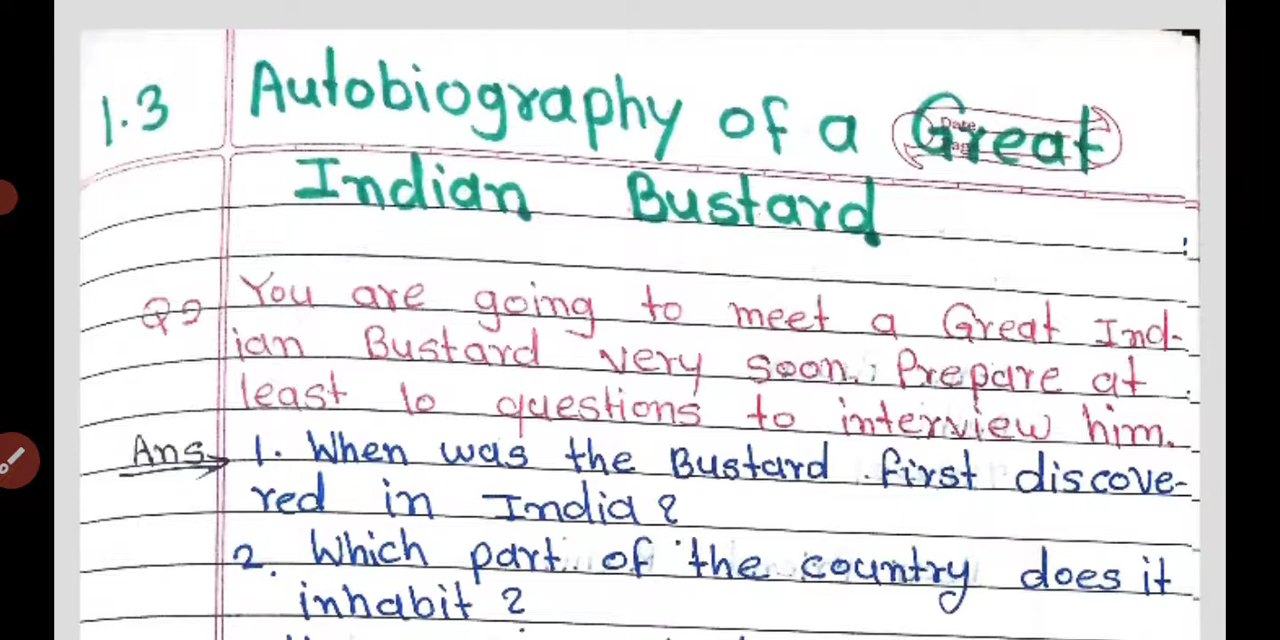 1.3 Autobiography of a Great
Indian Bustard
Q2 You are going to meet a Great Ind-
ian Bustard very soon. Prepare at
least 10 questions to interview him.
Ans 1. When was the Bustard first discove-
red in India?
2. Which part of the country does it
inhabit ?